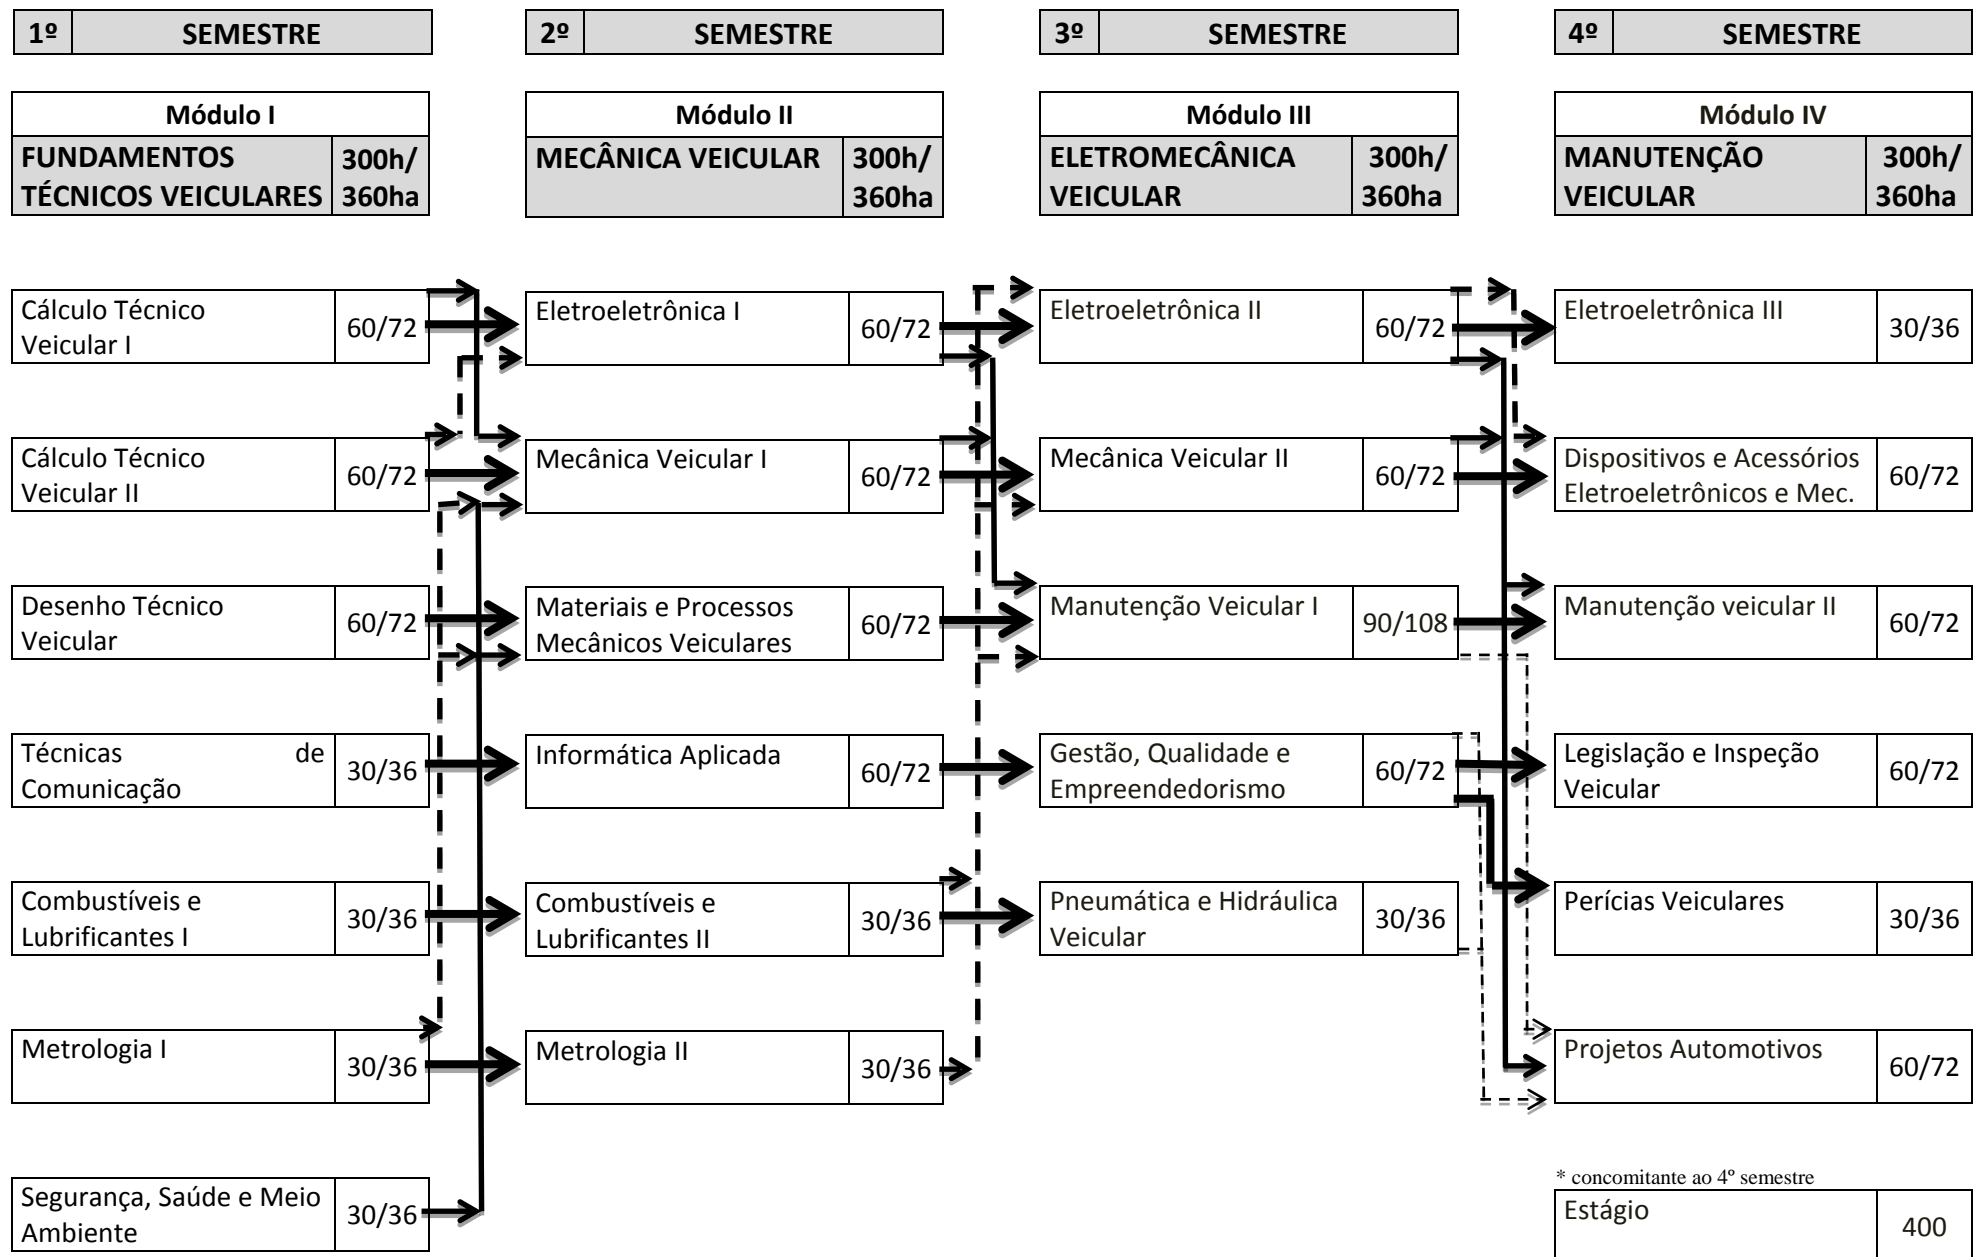 1º SEMESTRE
2º SEMESTRE
3º SEMESTRE
4º SEMESTRE
Módulo I
FUNDAMENTOS
TÉCNICOS VEICULARES
300h/
360ha
Módulo II
MECÂNICA VEICULAR
300h/
360ha
Módulo III
ELETROMECÂNICA
VEICULAR
300h/
360ha
Módulo IV
MANUTENÇÃO
VEICULAR
300h/
360ha
Cálculo Técnico
Veicular I
60/72
Eletroeletrônica I
60/72
Eletroeletrônica II
60/72
Eletroeletrônica III
30/36
Cálculo Técnico
Veicular II
60/72
Mecânica Veicular I
60/72
Mecânica Veicular II
60/72
Dispositivos e Acessórios
Eletroeletrônicos e Mec.
60/72
Desenho Técnico
Veicular
60/72
Materiais e Processos
Mecânicos Veiculares
60/72
Manutenção Veicular I
90/108
Manutenção veicular II
60/72
Técnicas de
Comunicação
30/36
Informática Aplicada
60/72
Gestão, Qualidade e
Empreendedorismo
60/72
Legislação e Inspeção
Veicular
60/72
Combustíveis e
Lubrificantes I
30/36
Combustíveis e
Lubrificantes II
30/36
Pneumática e Hidráulica
Veicular
30/36
Perícias Veiculares
30/36
Metrologia I
30/36
Metrologia II
30/36
Projetos Automotivos
60/72
Segurança, Saúde e Meio
Ambiente
30/36
* concomitante ao 4º semestre
Estágio
400